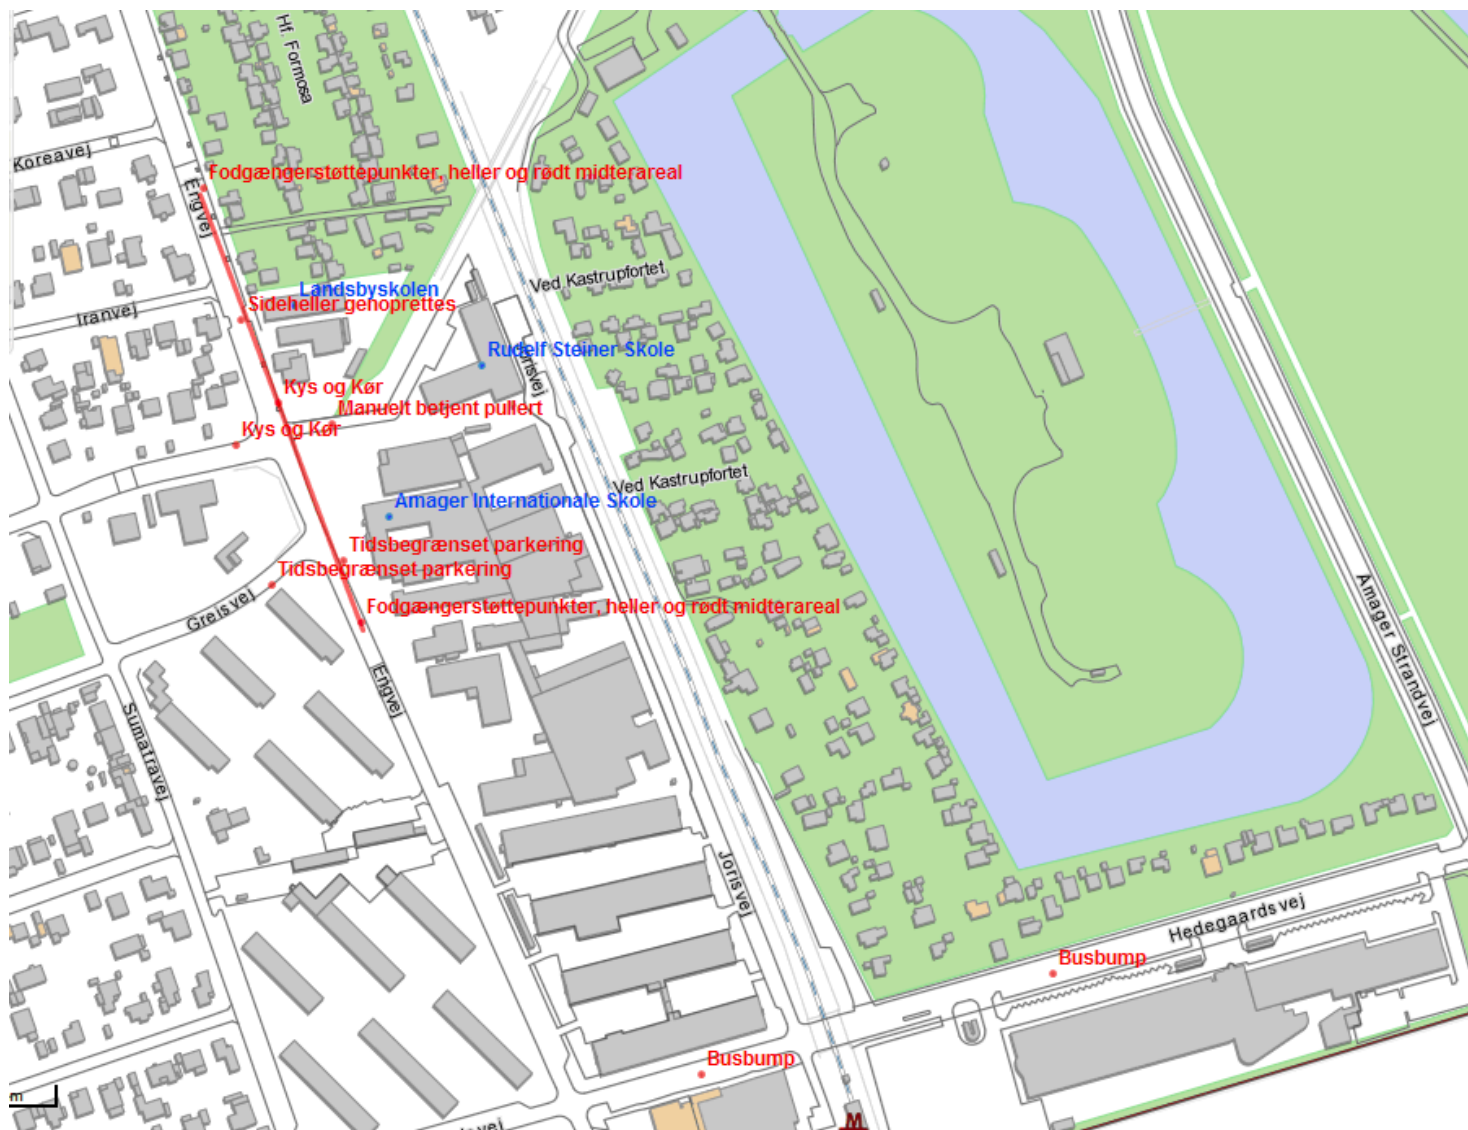 Hf. Formosa
Koreavej
Fodgængerstøttepunkter, heller og rødt midterareal
Engvej
Ved Kastrupfortet
Landsbyskolen
Sideheller genoprettes
Iranvej
Rudolf Steiner Skole
Jorisvej
Kys og Kør
Manuelt betjent pullert
Kys og Kør
Ved Kastrupfortet
Amager Internationale Skole
Tidsbegrænset parkering
Tidsbegrænset parkering
Grejsvej
Fodgængerstøttepunkter, heller og rødt midterareal
Amager Strandvej
Engvej
Sumatravej
Jorisvej
Hedegaardsvej
Busbump
Busbump
m
M